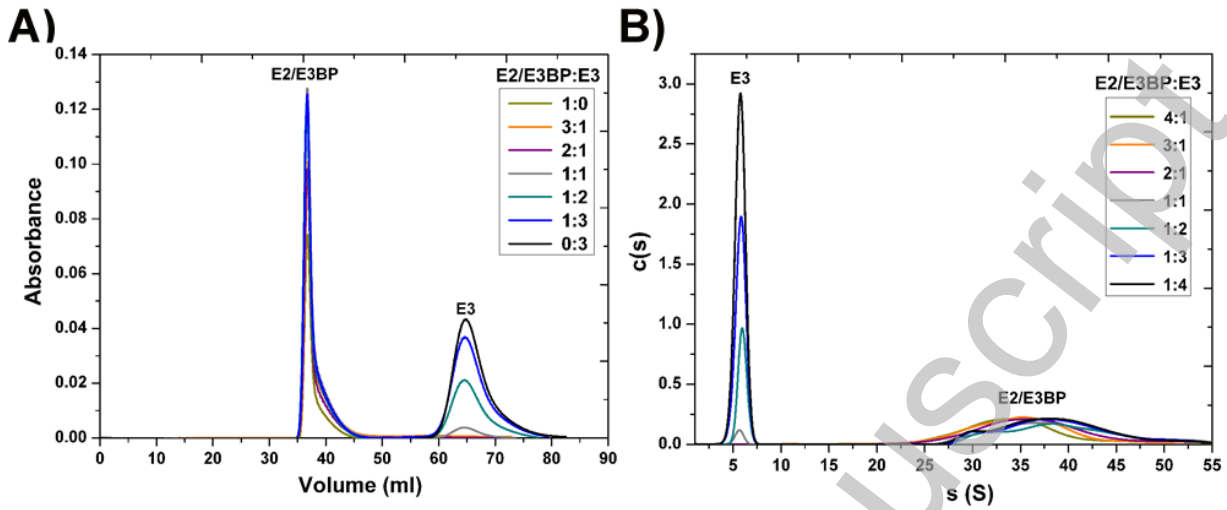 A)
E2/E3BP
E2/E3BP:E3
1:0
3:1
2:1
1:1
1:2
1:3
0:3
E3
Absorbance
0.14
0.12
0.10
0.08
0.06
0.04
0.02
0.00
0 10 20 30 40 50 60 70 80 90
Volume (ml)
B)
E3
E2/E3BP:E3
4:1
3:1
2:1
1:1
1:2
1:3
1:4
E2/E3BP
c(s)
3.0
2.5
2.0
1.5
1.0
0.5
0.0
5 10 15 20 25 30 35 40 45 50 55
s (S)
uscript